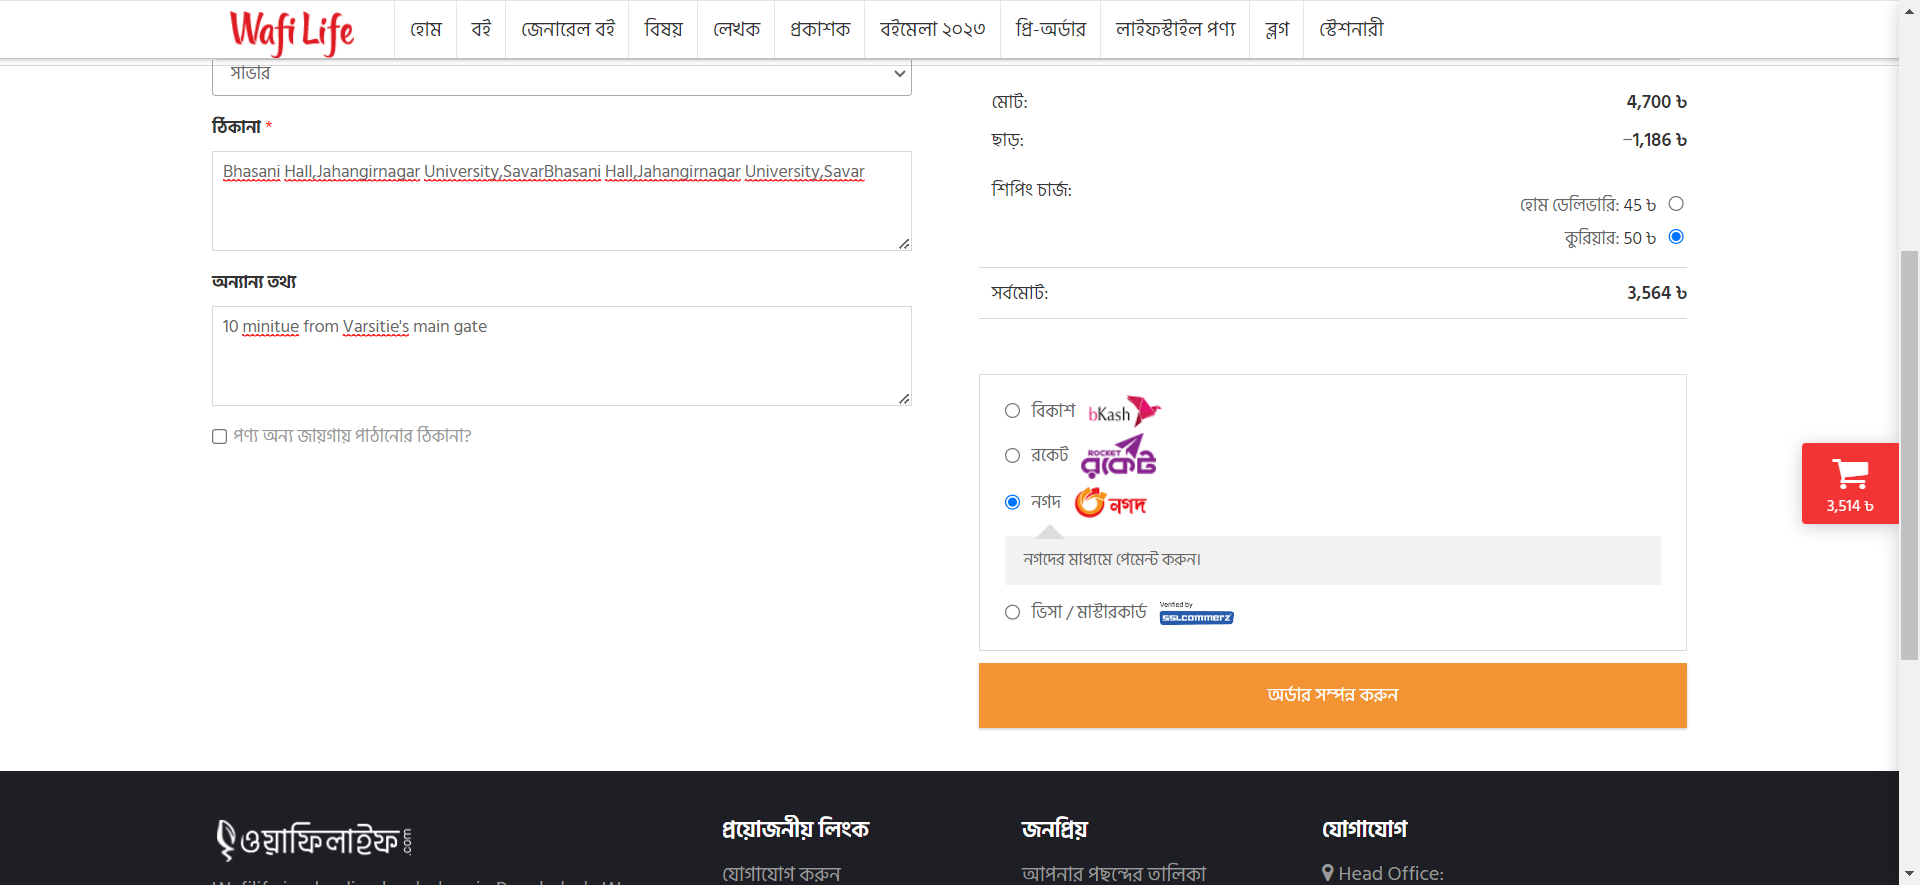 Wafi Life
হোম
বই
জেনারেল বই
বিষয়
লেখক
প্রকাশক
বইমেলা ২০২৩
প্রি-অর্ডার
লাইফস্টাইল পণ্য
ব্লগ
স্টেশনারী
সাভার
ঠিকানা *
Bhasani Hall,Jahangirnagar University,SavarBhasani Hall,Jahangirnagar University,Savar
অন্যান্য তথ্য
10 minitue from Varsitie's main gate
পণ্য অন্য জায়গায় পাঠানোর ঠিকানা?
মোট: 4,700 ৳
ছাড়: −1,186 ৳
শিপিং চার্জ:
হোম ডেলিভারি: 45 ৳
কুরিয়ার: 50 ৳
সর্বমোট: 3,564 ৳
বিকাশ bKash
রকেট ROCKET রকেট
নগদ নগদ
নগদের মাধ্যমে পেমেন্ট করুন।
ভিসা / মাস্টারকার্ড Verified by SSLCOMMERZ
অর্ডার সম্পন্ন করুন
3,514 ৳
ওয়াফিলাইফ.com
প্রয়োজনীয় লিংক
যোগাযোগ করুন
জনপ্রিয়
আপনার পছন্দের তালিকা
যোগাযোগ
Head Office: